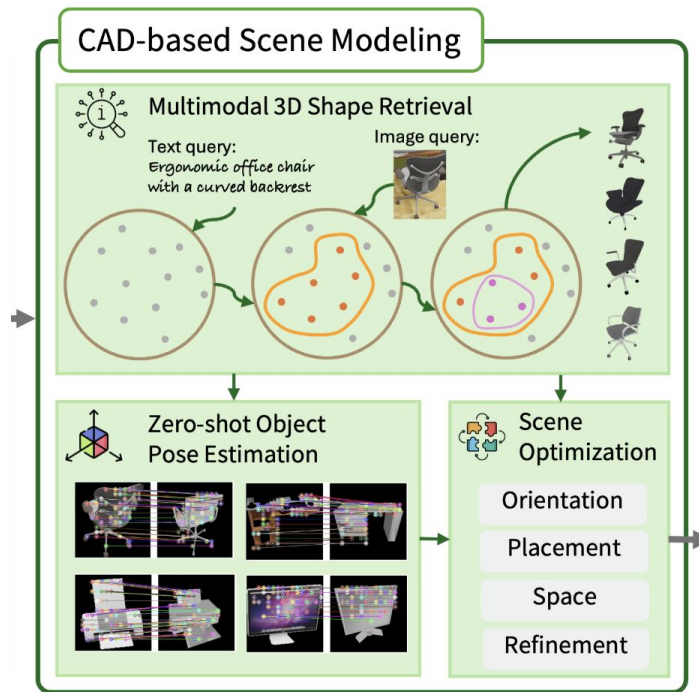 CAD-based Scene Modeling
Multimodal 3D Shape Retrieval
Text query:
Ergonomic office chair
with a curved backrest
Image query:
Zero-shot Object
Pose Estimation
Scene
Optimization
Orientation
Placement
Space
Refinement